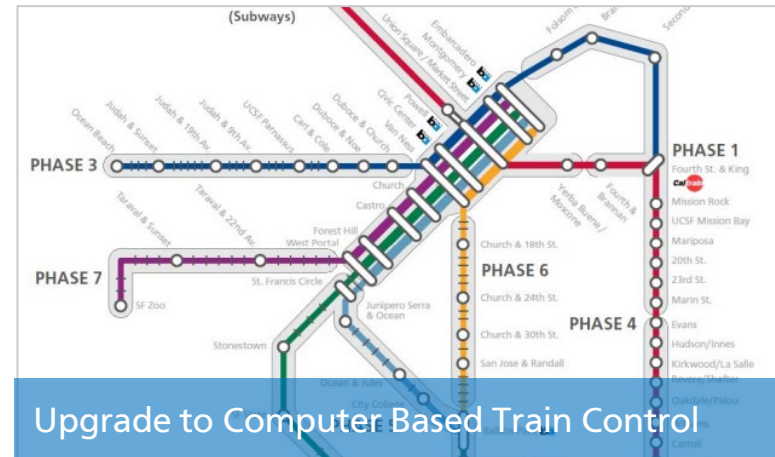 (Subways)
Embarcadero
Montgomery
Union Square / Market Street
Powell
Civic Center
Van Ness
Duboce & Church
Duboce & Noe
Carl & Cole
UCSF Parnassus
Judah & 9th Av.
Judah & 19th Av.
Judah & Sunset
Ocean Beach
PHASE 3
PHASE 1
Fourth St. & King
Caltrain
Church
Castro
Yerba Buena /
Moscone
Fourth &
Brannan
Mission Rock
UCSF Mission Bay
Mariposa
20th St.
23rd St.
Marin St.
Taraval & Sunset
Taraval & 22nd Av.
Forest Hill
West Portal
St. Francis Circle
PHASE 7
SF Zoo
Church & 18th St.
PHASE 6
Church & 24th St.
Church & 30th St.
San Jose & Randall
Junipero Serra
& Ocean
Stonestown
PHASE 4
Evans
Hudson/Innes
Kirkwood/La Salle
Revere/Shafter
Oakdale/Palou
Carroll
Ocean & Jules
City College
Upgrade to Computer Based Train Control